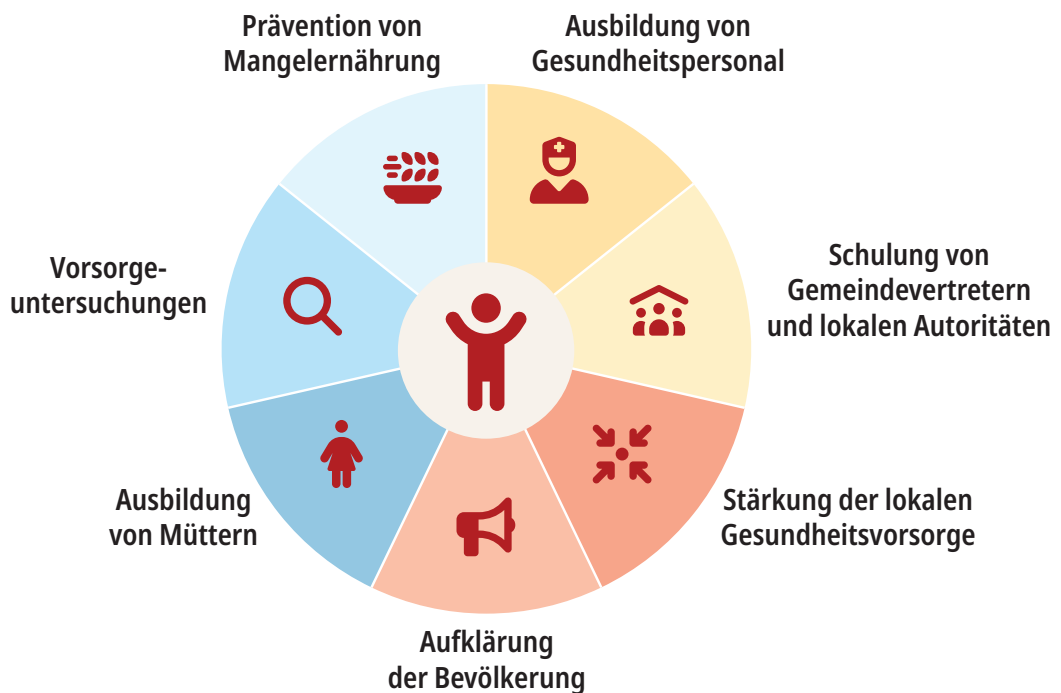 Prävention von
Mangelernährung
Ausbildung von
Gesundheitspersonal
Schulung von
Gemeindevertretern
und lokalen Autoritäten
Stärkung der lokalen
Gesundheitsvorsorge
Aufklärung
der Bevölkerung
Ausbildung
von Müttern
Vorsorge-
untersuchungen